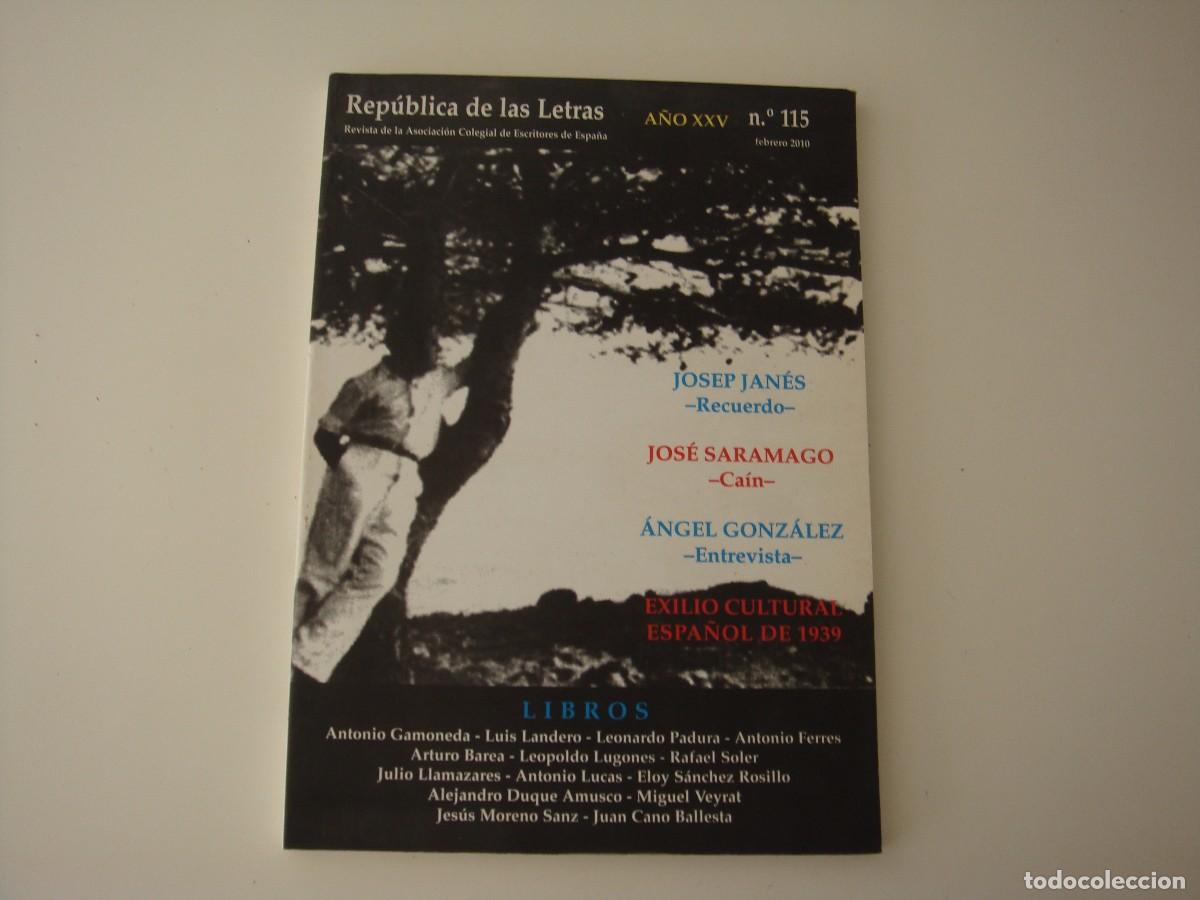 República de las Letras
Revista de la Asociación Colegial de Escritores de España
AÑO XXV n.º 115
febrero 2010
JOSEP JANÉS
–Recuerdo–
JOSÉ SARAMAGO
–Caín–
ÁNGEL GONZÁLEZ
–Entrevista–
EXILIO CULTURAL
ESPAÑOL DE 1939
LIBROS
Antonio Gamoneda - Luis Landero - Leonardo Padura - Antonio Ferres
Arturo Barea - Leopoldo Lugones - Rafael Soler
Julio Llamazares - Antonio Lucas - Eloy Sánchez Rosillo
Alejandro Duque Amusco - Miguel Veyrat
Jesús Moreno Sanz - Juan Cano Ballesta
todocoleccion